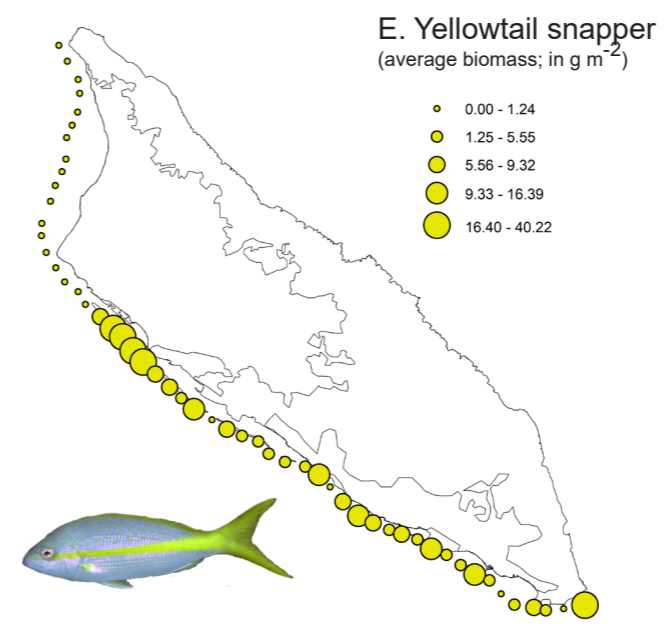 E. Yellowtail snapper
(average biomass; in g m-2)
0.00 - 1.24
1.25 - 5.55
5.56 - 9.32
9.33 - 16.39
16.40 - 40.22